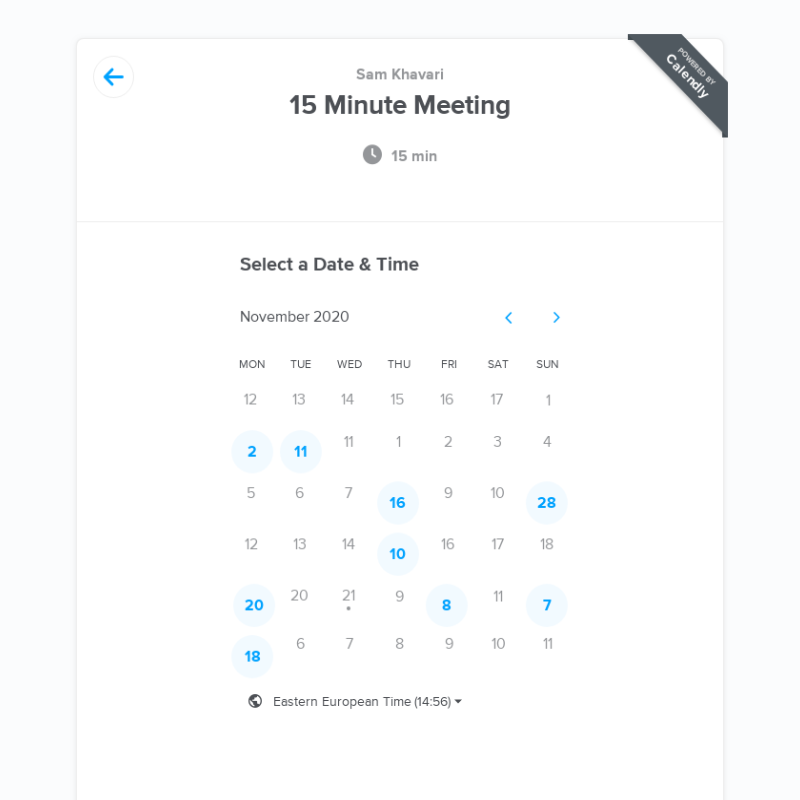 POWERED BY
Calendly
Sam Khavari
15 Minute Meeting
15 min
Select a Date & Time
November 2020
MON TUE WED THU FRI SAT SUN
12 13 14 15 16 17 1
2 11 11 1 2 3 4
5 6 7 16 9 10 28
12 13 14 10 16 17 18
20 20 21 9 8 11 7
18 6 7 8 9 10 11
Eastern European Time (14:56)